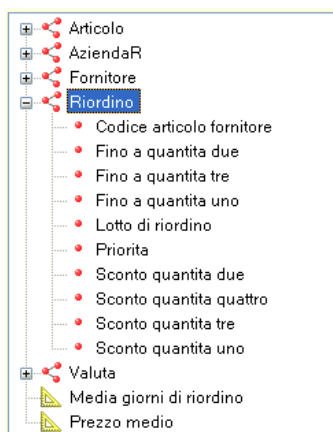 Articolo
AziendaR
Fornitore
Riordino
Codice articolo fornitore
Fino a quantita due
Fino a quantita tre
Fino a quantita uno
Lotto di riordino
Priorita
Sconto quantita due
Sconto quantita quattro
Sconto quantita tre
Sconto quantita uno
Valuta
Media giorni di riordino
Prezzo medio